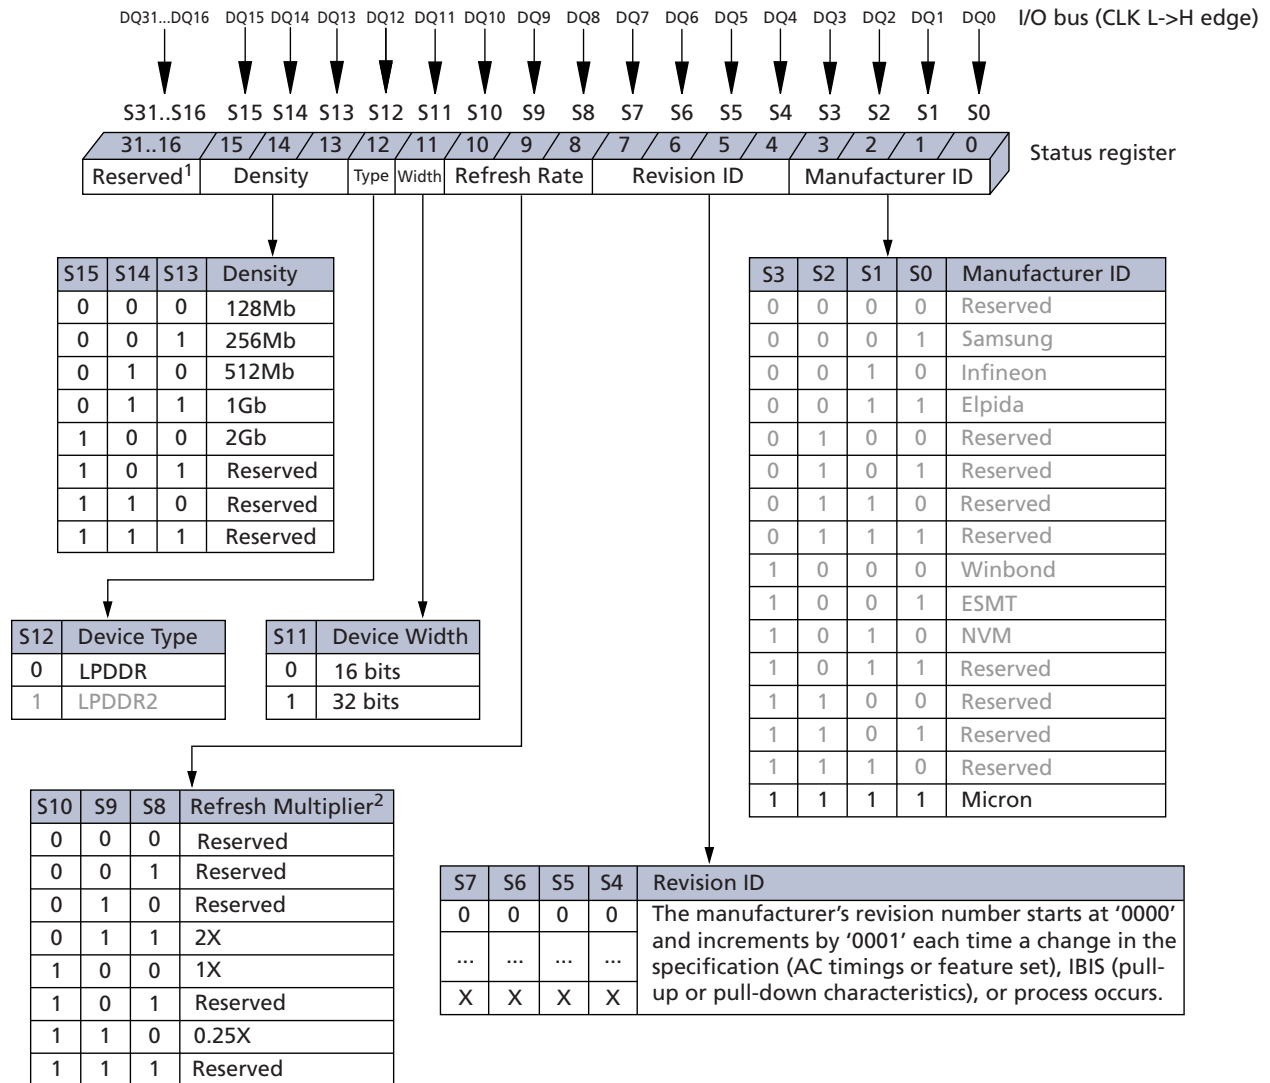 DQ31...DQ16 DQ15 DQ14 DQ13 DQ12 DQ11 DQ10 DQ9 DQ8 DQ7 DQ6 DQ5 DQ4 DQ3 DQ2 DQ1 DQ0 I/O bus (CLK L->H edge)
S31..S16 S15 S14 S13 S12 S11 S10 S9 S8 S7 S6 S5 S4 S3 S2 S1 S0
31..16 15 14 13 12 11 10 9 8 7 6 5 4 3 2 1 0
Status register
Reserved1 Density Type Width Refresh Rate Revision ID Manufacturer ID
S15 S14 S13 Density
0 0 0 128Mb
0 0 1 256Mb
0 1 0 512Mb
0 1 1 1Gb
1 0 0 2Gb
1 0 1 Reserved
1 1 0 Reserved
1 1 1 Reserved
S3 S2 S1 S0 Manufacturer ID
0 0 0 0 Reserved
0 0 0 1 Samsung
0 0 1 0 Infineon
0 0 1 1 Elpida
0 1 0 0 Reserved
0 1 0 1 Reserved
0 1 1 0 Reserved
0 1 1 1 Reserved
1 0 0 0 Winbond
1 0 0 1 ESMT
1 0 1 0 NVM
1 0 1 1 Reserved
1 1 0 0 Reserved
1 1 0 1 Reserved
1 1 1 0 Reserved
1 1 1 1 Micron
S12 Device Type
0 LPDDR
1 LPDDR2
S11 Device Width
0 16 bits
1 32 bits
S10 S9 S8 Refresh Multiplier2
0 0 0 Reserved
0 0 1 Reserved
0 1 0 Reserved
0 1 1 2X
1 0 0 1X
1 0 1 Reserved
1 1 0 0.25X
1 1 1 Reserved
S7 S6 S5 S4 Revision ID
0 0 0 0 The manufacturer's revision number starts at '0000'
and increments by '0001' each time a change in the
... ... ... ... specification (AC timings or feature set), IBIS (pull-
X X X X up or pull-down characteristics), or process occurs.